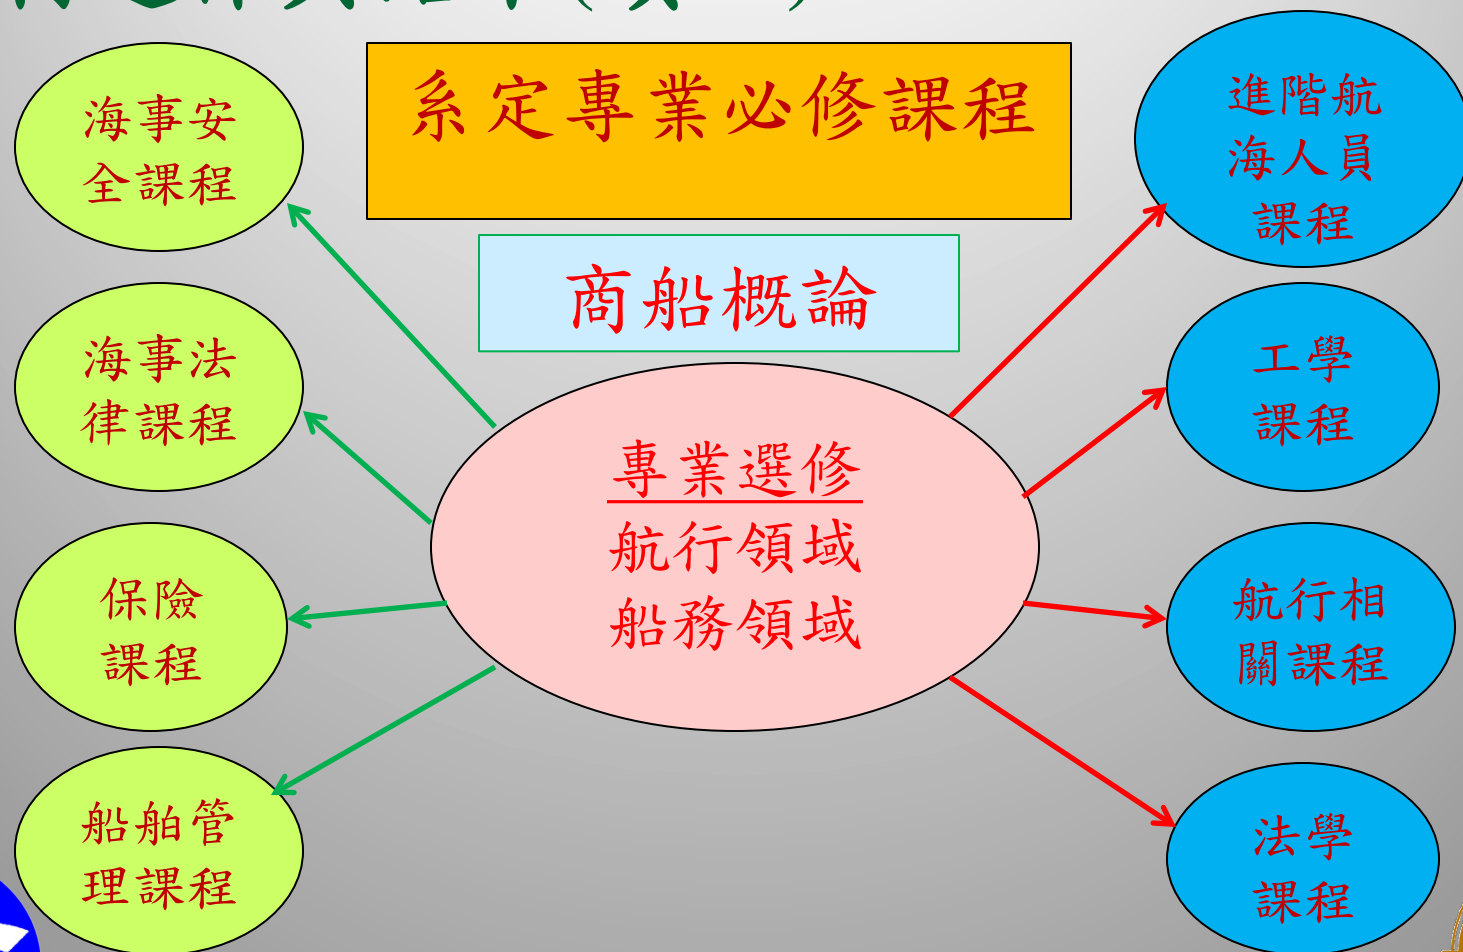 系定專業必修課程
商船概論
專業選修
航行領域
船務領域
海事安
全課程
海事法
律課程
保險
課程
船舶管
理課程
進階航
海人員
課程
工學
課程
航行相
關課程
法學
課程